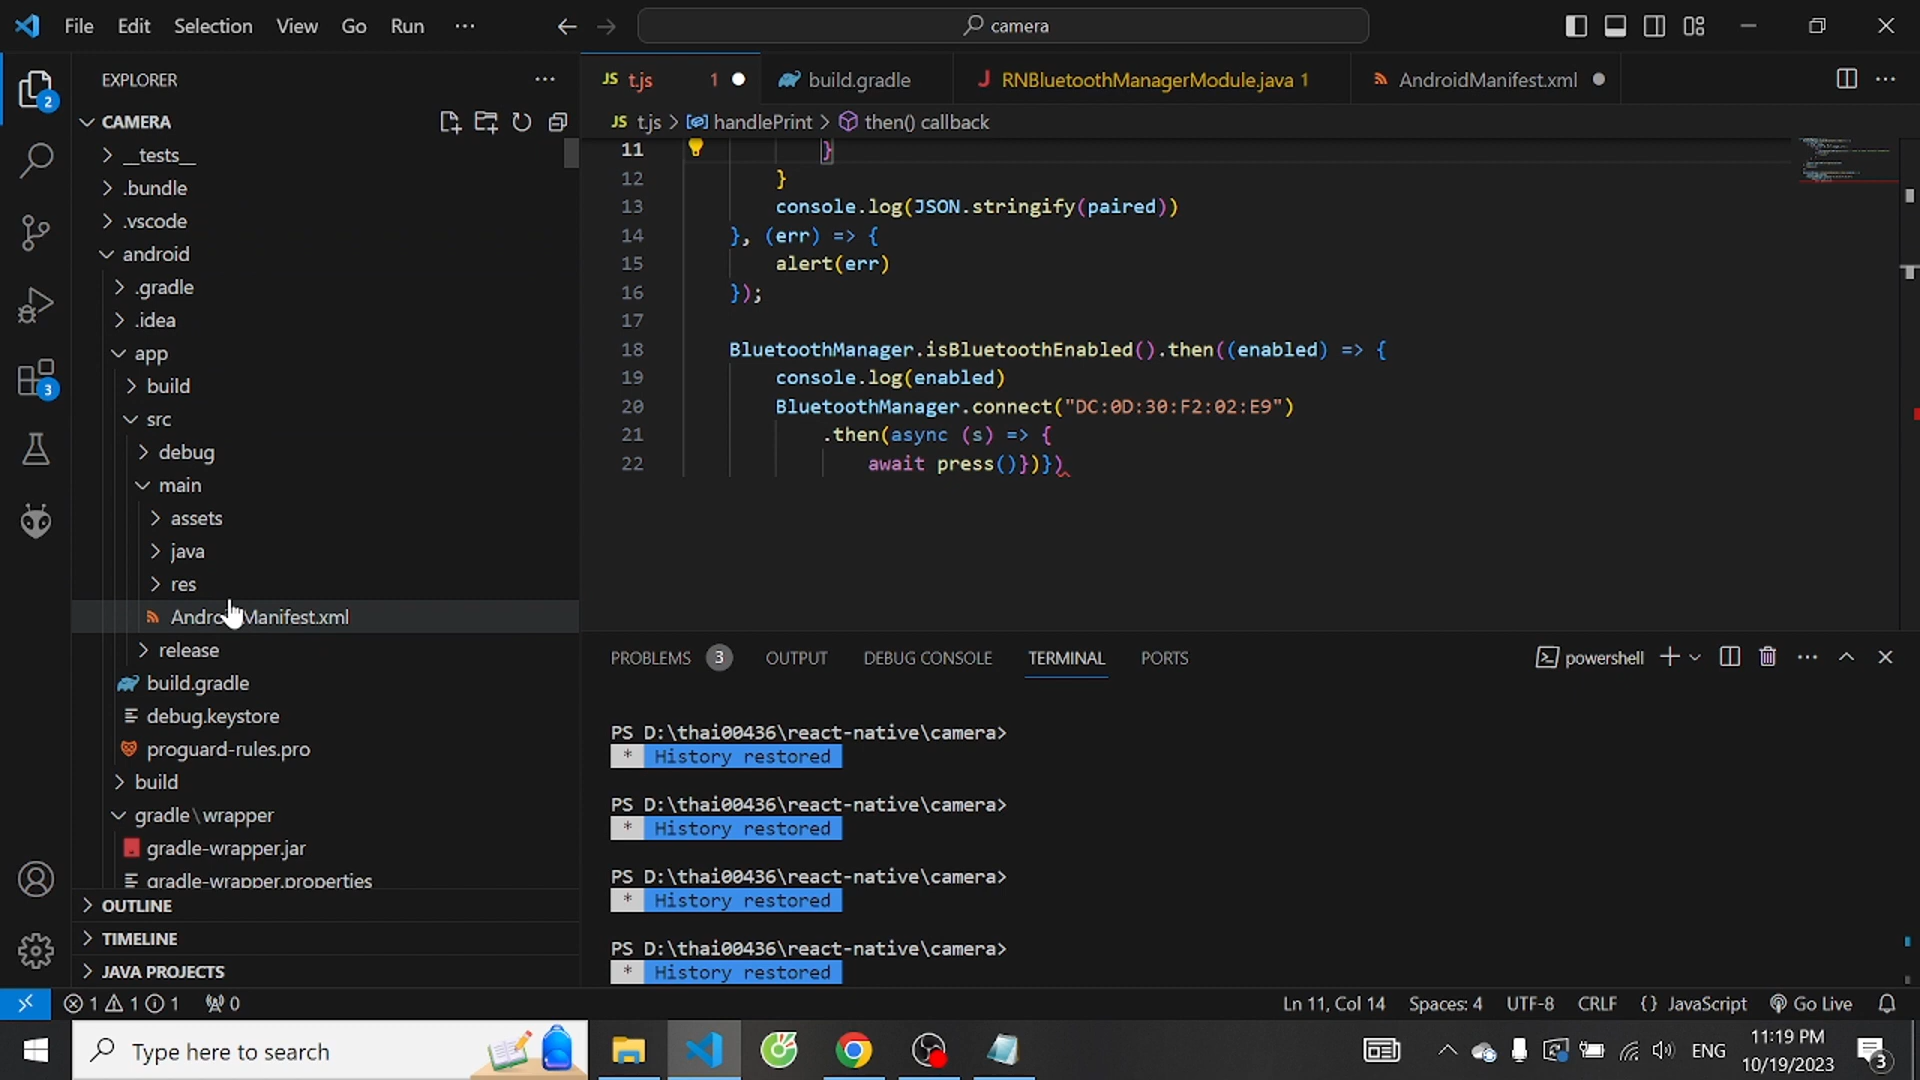 File Edit Selection View Go Run ···
camera
EXPLORER ···
JS t.js 1
build.gradle
J RNBluetoothManagerModule.java 1
AndroidManifest.xml
JS t.js > handlePrint > then() callback
CAMERA
__tests__
.bundle
.vscode
android
.gradle
.idea
app
build
src
debug
main
assets
java
res
AndroidManifest.xml
release
build.gradle
debug.keystore
proguard-rules.pro
build
gradle\wrapper
gradle-wrapper.jar
gradle-wrapper.properties
OUTLINE
TIMELINE
JAVA PROJECTS
2
3
11 }
12 }
13 console.log(JSON.stringify(paired))
14 }, (err) => {
15 alert(err)
16 });
17
18 BluetoothManager.isBluetoothEnabled().then((enabled) => {
19 console.log(enabled)
20 BluetoothManager.connect("DC:0D:30:F2:02:E9")
21 .then(async (s) => {
22 await press()})})
PROBLEMS 3 OUTPUT DEBUG CONSOLE TERMINAL PORTS
powershell
PS D:\thai00436\react-native\camera>
* History restored
PS D:\thai00436\react-native\camera>
* History restored
PS D:\thai00436\react-native\camera>
* History restored
PS D:\thai00436\react-native\camera>
* History restored
1 1 1 0
Ln 11, Col 14 Spaces: 4 UTF-8 CRLF {} JavaScript Go Live
Type here to search
ENG
11:19 PM
10/19/2023
3